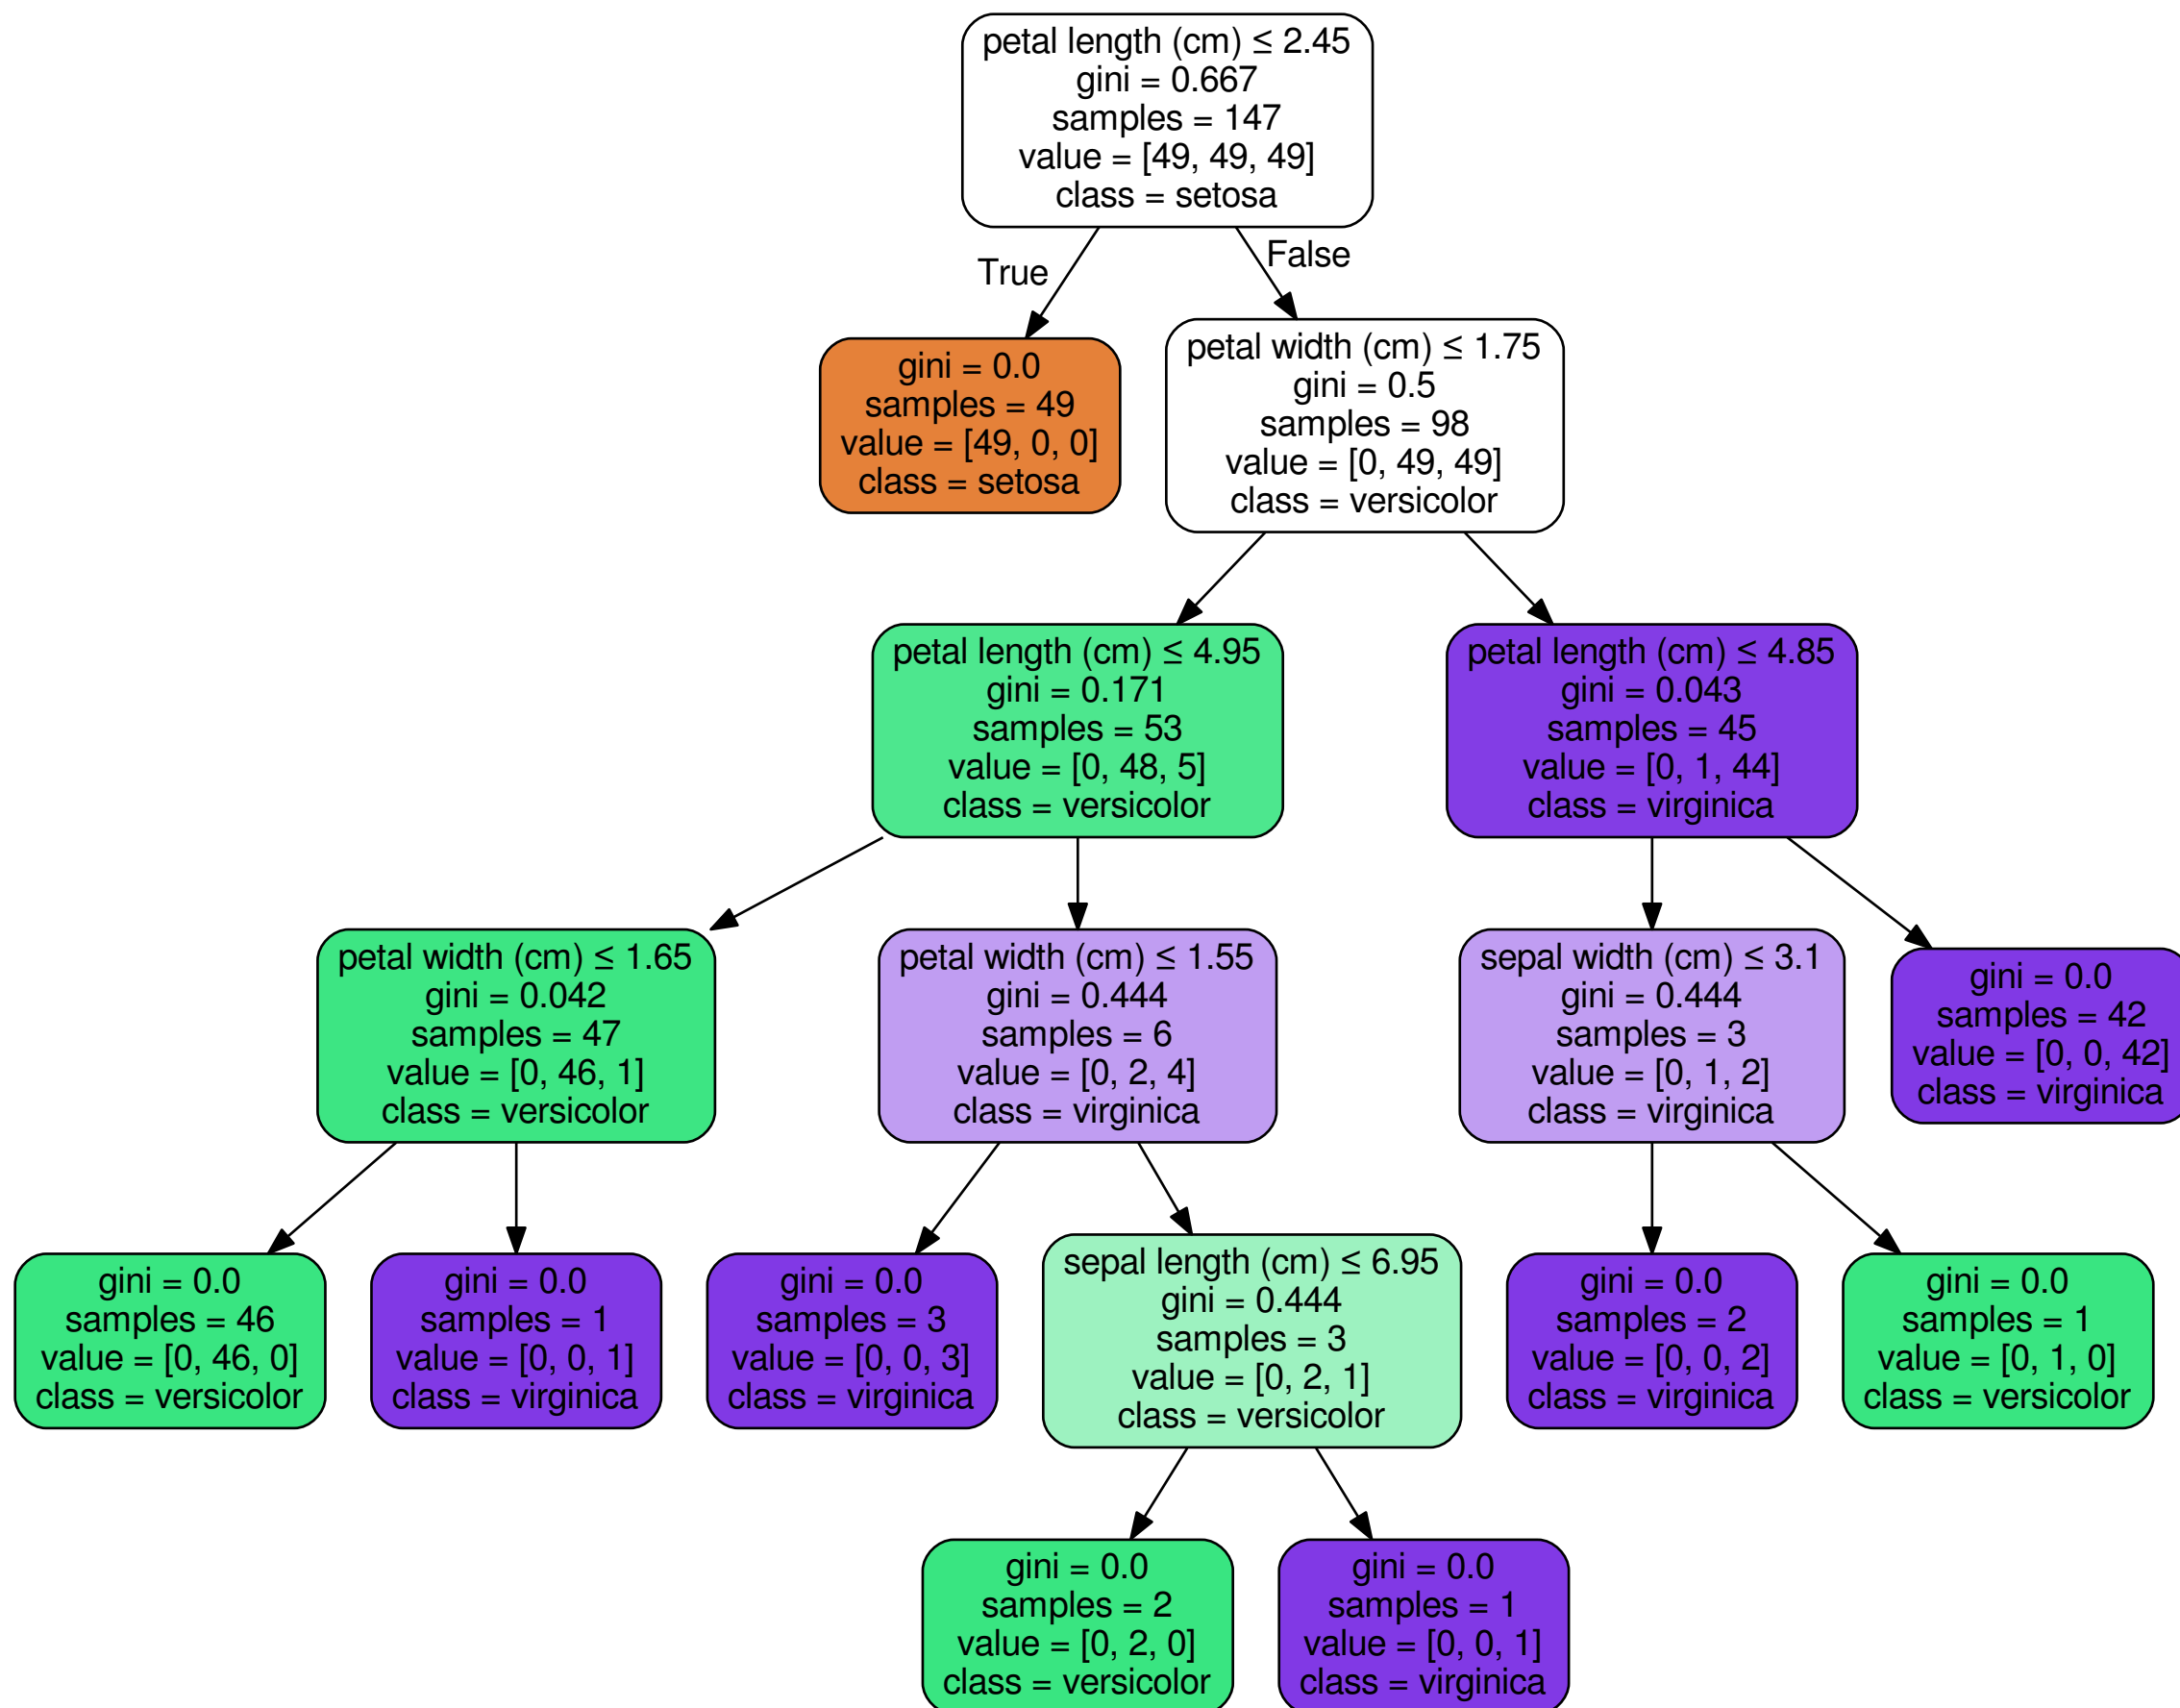 petal length (cm) ≤ 2.45
gini = 0.667
samples = 147
value = [49, 49, 49]
class = setosa
True
False
gini = 0.0
samples = 49
value = [49, 0, 0]
class = setosa
petal width (cm) ≤ 1.75
gini = 0.5
samples = 98
value = [0, 49, 49]
class = versicolor
petal length (cm) ≤ 4.95
gini = 0.171
samples = 53
value = [0, 48, 5]
class = versicolor
petal length (cm) ≤ 4.85
gini = 0.043
samples = 45
value = [0, 1, 44]
class = virginica
petal width (cm) ≤ 1.65
gini = 0.042
samples = 47
value = [0, 46, 1]
class = versicolor
petal width (cm) ≤ 1.55
gini = 0.444
samples = 6
value = [0, 2, 4]
class = virginica
sepal width (cm) ≤ 3.1
gini = 0.444
samples = 3
value = [0, 1, 2]
class = virginica
gini = 0.0
samples = 42
value = [0, 0, 42]
class = virginica
gini = 0.0
samples = 46
value = [0, 46, 0]
class = versicolor
gini = 0.0
samples = 1
value = [0, 0, 1]
class = virginica
gini = 0.0
samples = 3
value = [0, 0, 3]
class = virginica
sepal length (cm) ≤ 6.95
gini = 0.444
samples = 3
value = [0, 2, 1]
class = versicolor
gini = 0.0
samples = 2
value = [0, 0, 2]
class = virginica
gini = 0.0
samples = 1
value = [0, 1, 0]
class = versicolor
gini = 0.0
samples = 2
value = [0, 2, 0]
class = versicolor
gini = 0.0
samples = 1
value = [0, 0, 1]
class = virginica